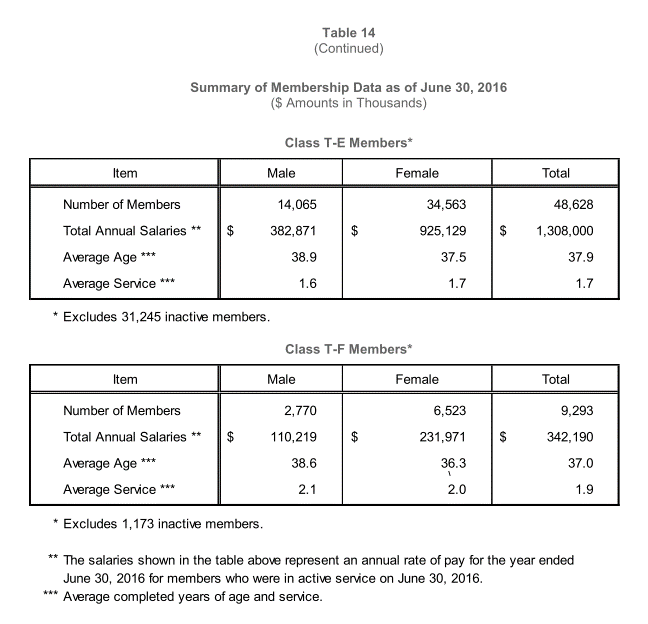 Table 14
(Continued)
Summary of Membership Data as of June 30, 2016
($ Amounts in Thousands)
Class T-E Members*
Item Male Female Total
Number of Members 14,065 34,563 48,628
Total Annual Salaries ** $ 382,871 $ 925,129 $ 1,308,000
Average Age *** 38.9 37.5 37.9
Average Service *** 1.6 1.7 1.7
* Excludes 31,245 inactive members.
Class T-F Members*
Item Male Female Total
Number of Members 2,770 6,523 9,293
Total Annual Salaries ** $ 110,219 $ 231,971 $ 342,190
Average Age *** 38.6 36.3 37.0
Average Service *** 2.1 2.0 1.9
* Excludes 1,173 inactive members.
** The salaries shown in the table above represent an annual rate of pay for the year ended
June 30, 2016 for members who were in active service on June 30, 2016.
*** Average completed years of age and service.